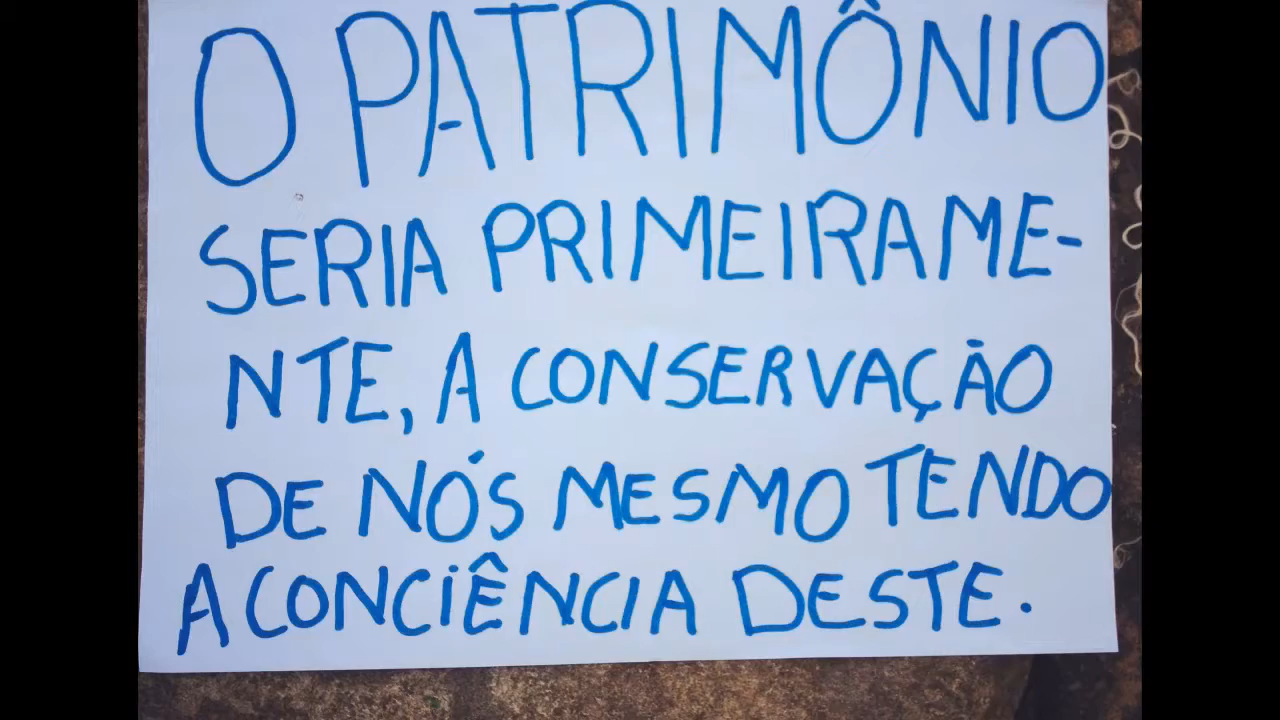 O PATRIMÔNIO
SERIA PRIMEIRAME-
NTE, A CONSERVAÇÃO
DE NÓS MESMO TENDO
A CONCIÊNCIA DESTE.